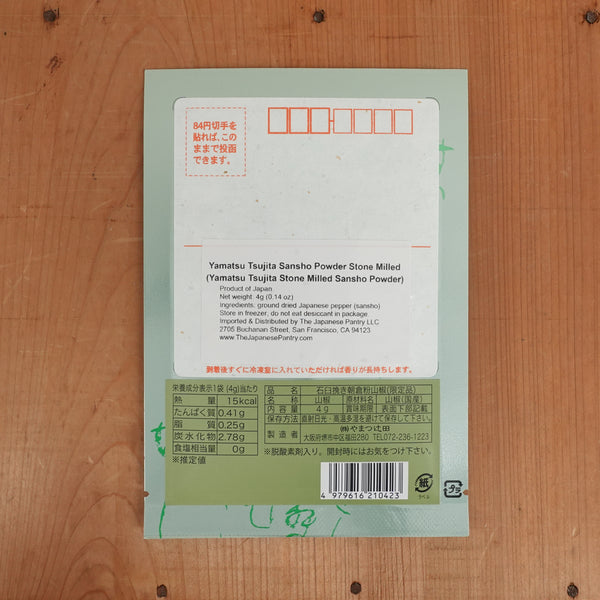 84円切手を
貼れば、この
ままで投函
できます。
Yamatsu Tsujita Sansho Powder Stone Milled
(Yamatsu Tsujita Stone Milled Sansho Powder)
Product of Japan.
Net weight: 4g (0.14 oz)
Ingredients: ground dried Japanese pepper (sansho)
Store in freezer, do not eat desiccant in package.
Imported & Distributed by The Japanese Pantry LLC
2705 Buchanan Street, San Francisco, CA 94123
www.TheJapanesePantry.com
到着後すぐに冷凍室に入れていただければ香りが長持ちします。
栄養成分表示1袋(4g)当たり
熱量 15kcal
たんぱく質 0.41g
脂質 0.25g
炭水化物 2.78g
食塩相当量 0g
※推定値
品名 石臼挽き朝倉粉山椒(限定品)
名称 山椒 原材料名 山椒(国産)
内容量 4g 賞味期限 表面下部記載
保存方法 直射日光・高温多湿を避けて保存して下さい。
製造者 (株)やまつ辻田
大阪府堺市中区福田280 TEL072-236-1223
※脱酸素剤入り。開封時にはお気をつけ下さい。
4 979616 210423
紙
ラベル
プラ